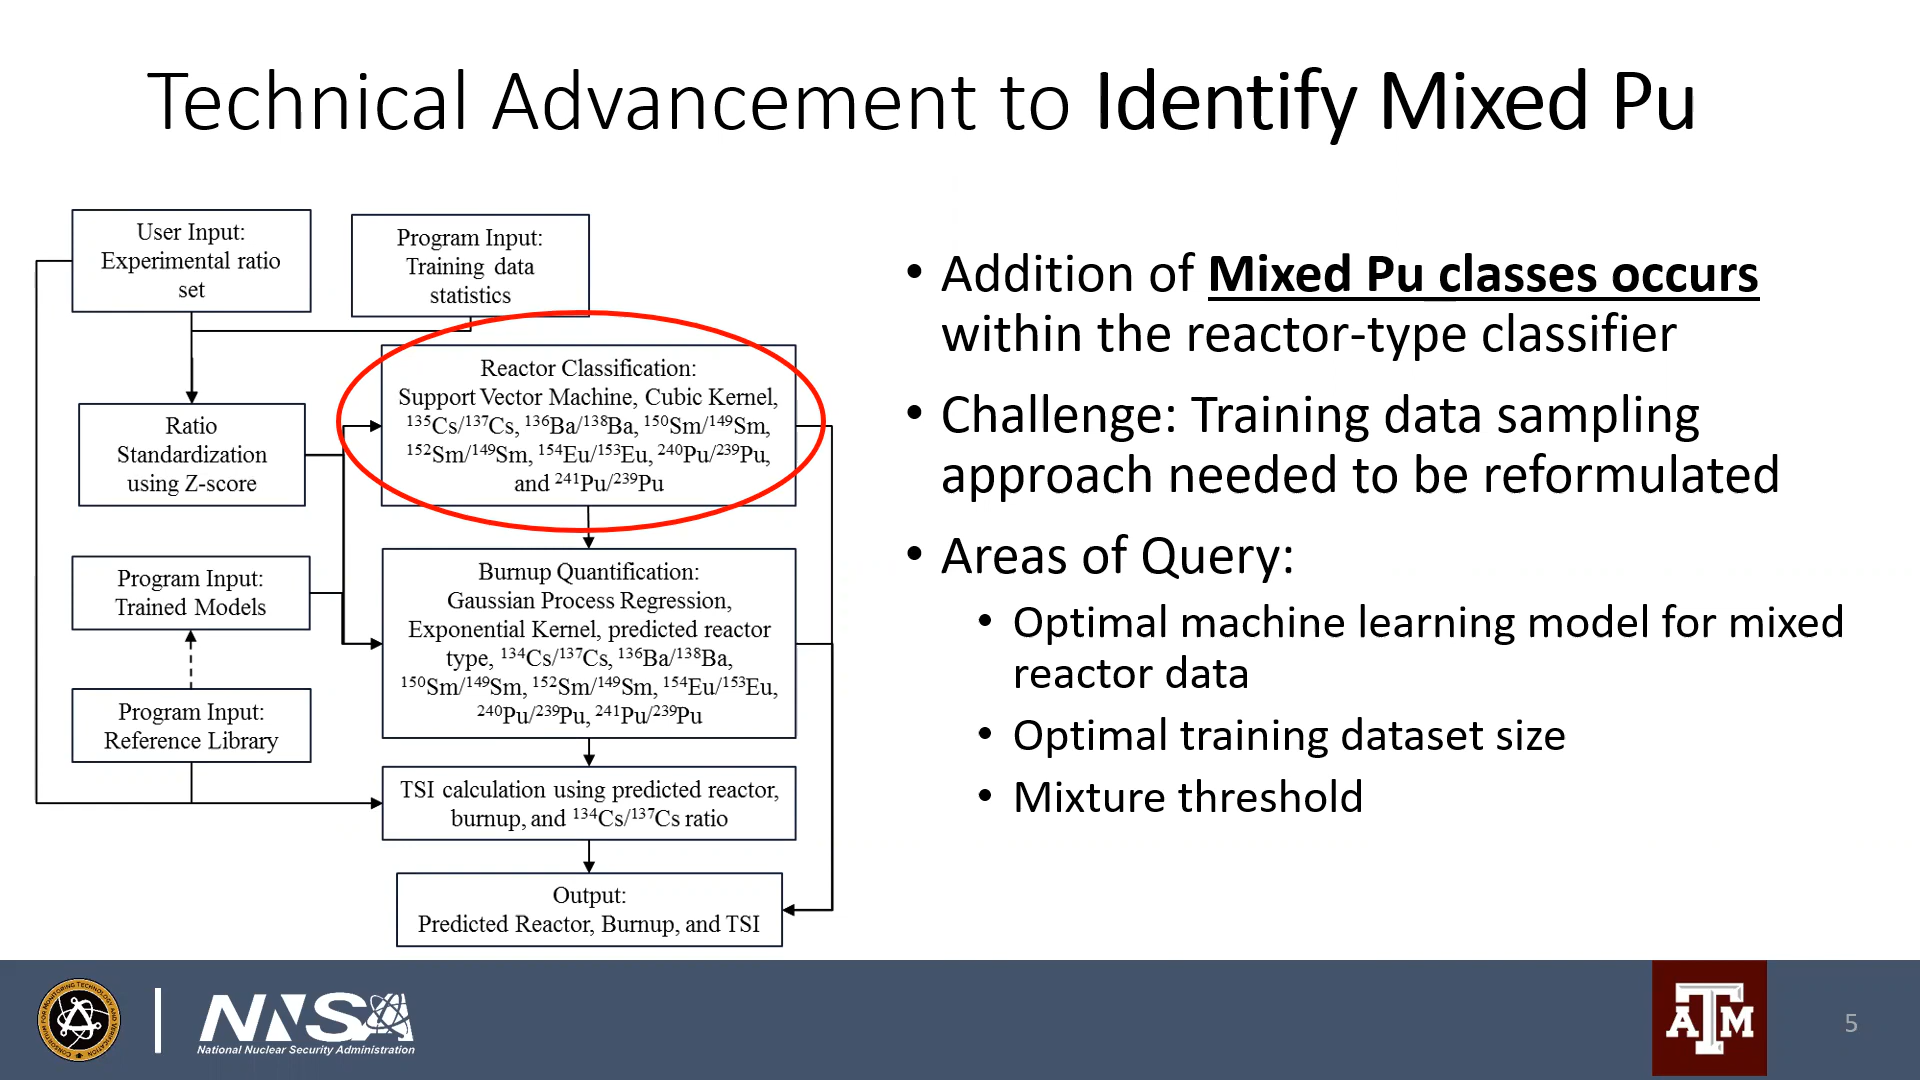 Technical Advancement to Identify Mixed Pu
User Input:
Experimental ratio
set
Program Input:
Training data
statistics
Reactor Classification:
Support Vector Machine, Cubic Kernel,
¹³⁵Cs/¹³⁷Cs, ¹³⁶Ba/¹³⁸Ba, ¹⁵⁰Sm/¹⁴⁹Sm,
¹⁵²Sm/¹⁴⁹Sm, ¹⁵⁴Eu/¹⁵³Eu, ²⁴⁰Pu/²³⁹Pu,
and ²⁴¹Pu/²³⁹Pu
Ratio
Standardization
using Z-score
Burnup Quantification:
Gaussian Process Regression,
Exponential Kernel, predicted reactor
type, ¹³⁴Cs/¹³⁷Cs, ¹³⁶Ba/¹³⁸Ba,
¹⁵⁰Sm/¹⁴⁹Sm, ¹⁵²Sm/¹⁴⁹Sm, ¹⁵⁴Eu/¹⁵³Eu,
²⁴⁰Pu/²³⁹Pu, ²⁴¹Pu/²³⁹Pu
Program Input:
Trained Models
Program Input:
Reference Library
TSI calculation using predicted reactor,
burnup, and ¹³⁴Cs/¹³⁷Cs ratio
Output:
Predicted Reactor, Burnup, and TSI
• Addition of Mixed Pu classes occurs
within the reactor-type classifier
• Challenge: Training data sampling
approach needed to be reformulated
• Areas of Query:
• Optimal machine learning model for mixed
reactor data
• Optimal training dataset size
• Mixture threshold
CONSORTIUM FOR MONITORING TECHNOLOGY AND VERIFICATION
NNSA
National Nuclear Security Administration
ATM
5